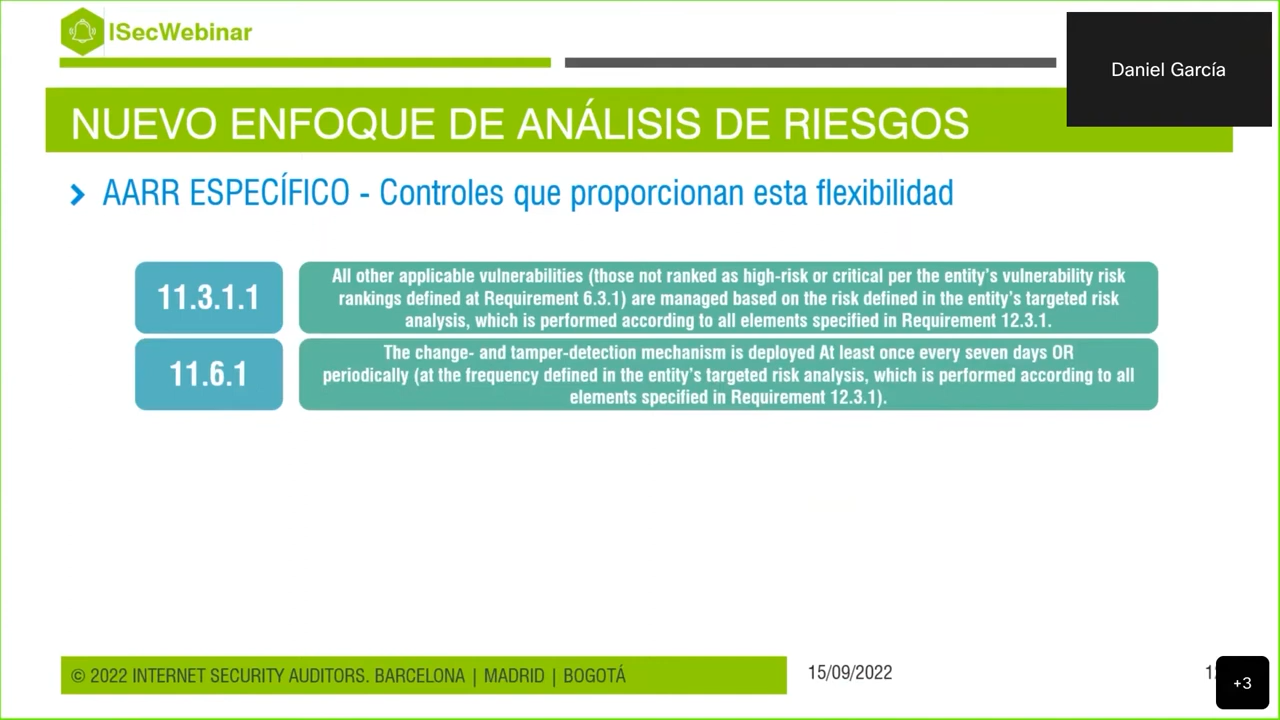 ISecWebinar
Daniel García
NUEVO ENFOQUE DE ANÁLISIS DE RIESGOS
AARR ESPECÍFICO - Controles que proporcionan esta flexibilidad
11.3.1.1
All other applicable vulnerabilities (those not ranked as high-risk or critical per the entity's vulnerability risk
rankings defined at Requirement 6.3.1) are managed based on the risk defined in the entity's targeted risk
analysis, which is performed according to all elements specified in Requirement 12.3.1.
11.6.1
The change- and tamper-detection mechanism is deployed At least once every seven days OR
periodically (at the frequency defined in the entity's targeted risk analysis, which is performed according to all
elements specified in Requirement 12.3.1).
© 2022 INTERNET SECURITY AUDITORS. BARCELONA | MADRID | BOGOTÁ
15/09/2022
+3